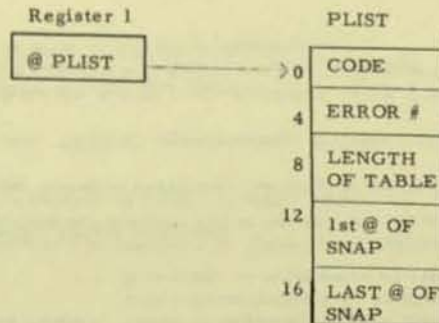 Register 1
PLIST
@ PLIST
0 CODE
4 ERROR #
8 LENGTH
OF TABLE
12 1st @ OF
SNAP
16 LAST @ OF
SNAP